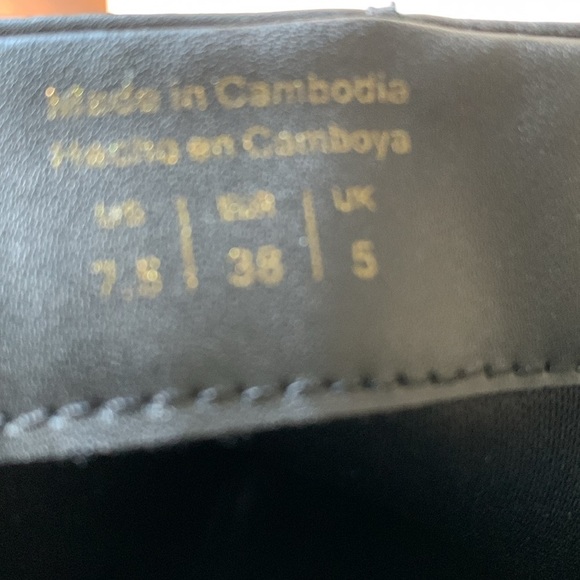 Made in Cambodia
Hecho en Camboya
US | EUR | UK
7.5 | 38 | 5